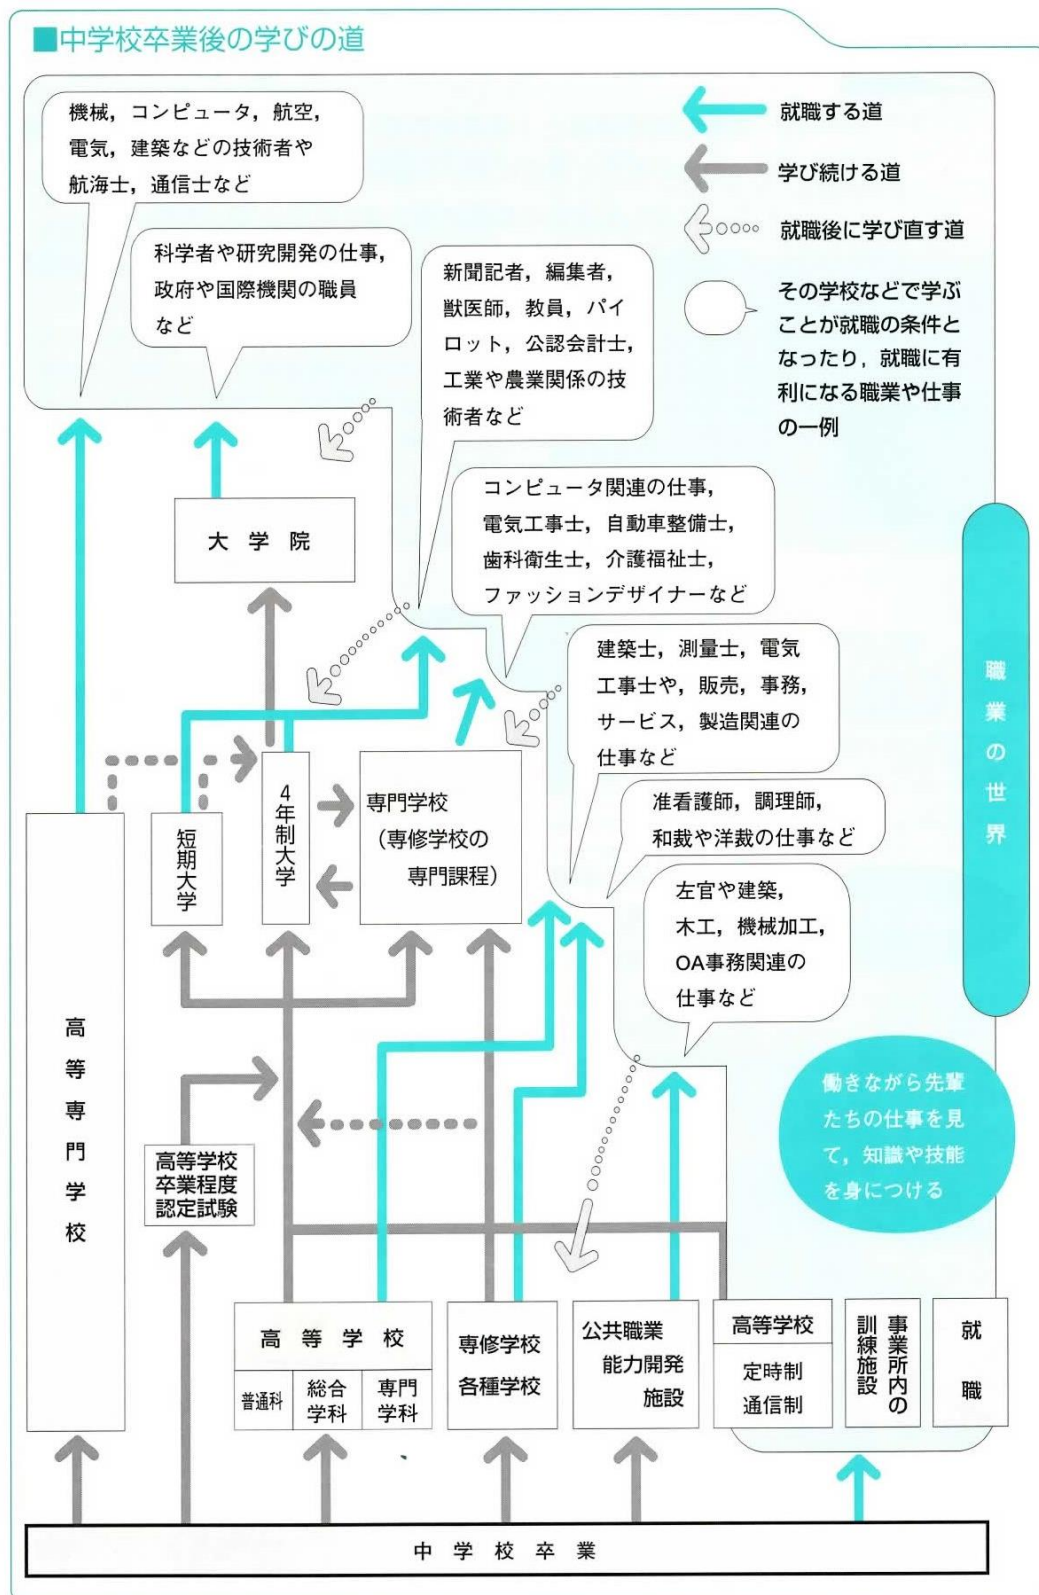 ■中学校卒業後の学びの道
機械,コンピュータ,航空,
電気,建築などの技術者や
航海士,通信士など
科学者や研究開発の仕事,
政府や国際機関の職員
など
新聞記者,編集者,
獣医師,教員,パイ
ロット,公認会計士,
工業や農業関係の技
術者など
就職する道
学び続ける道
就職後に学び直す道
その学校などで学ぶ
ことが就職の条件と
なったり,就職に有
利になる職業や仕事
の一例
コンピュータ関連の仕事,
電気工事士,自動車整備士,
歯科衛生士,介護福祉士,
ファッションデザイナーなど
大学院
建築士,測量士,電気
工事士や,販売,事務,
サービス,製造関連の
仕事など
職業の世界
准看護師,調理師,
和裁や洋裁の仕事など
左官や建築,
木工,機械加工,
OA事務関連の
仕事など
短期大学
4年制大学
専門学校
(専修学校の
専門課程)
働きながら先輩
たちの仕事を見
て,知識や技能
を身につける
高等専門学校
高等学校
卒業程度
認定試験
高等学校
普通科
総合
学科
専門
学科
専修学校
各種学校
公共職業
能力開発
施設
高等学校
定時制
通信制
事業所内の
訓練施設
就職
中学校卒業